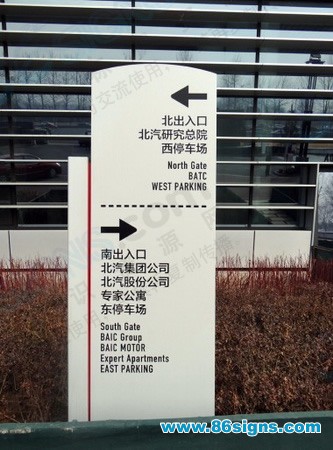 北出入口
北汽研究总院
西停车场
North Gate
BATC
WEST PARKING
南出入口
北汽集团公司
北汽股份公司
专家公寓
东停车场
South Gate
BAIC Group
BAIC MOTOR
Expert Apartments
EAST PARKING
www.86signs.com